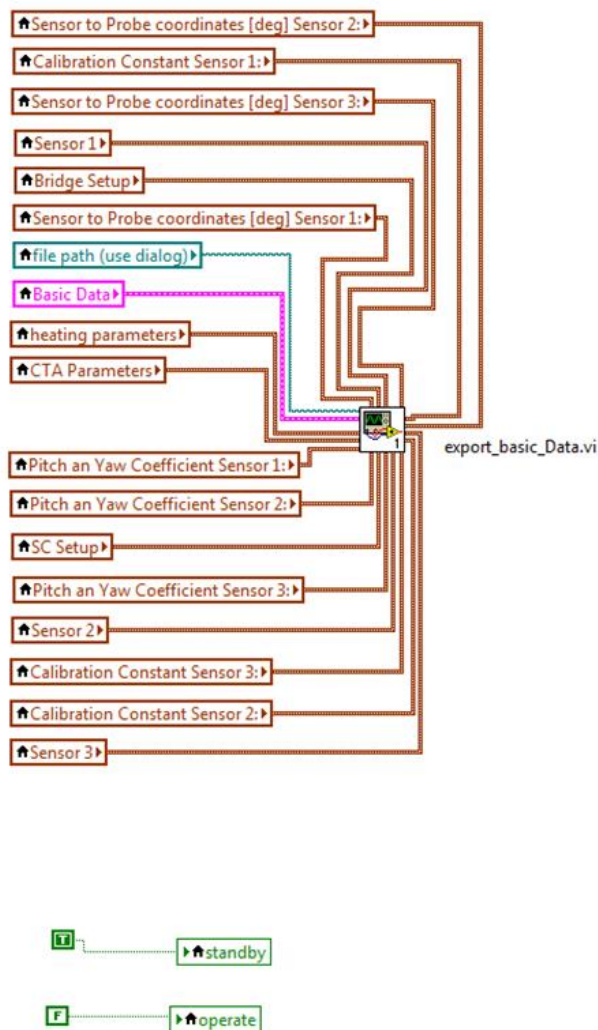 Sensor to Probe coordinates [deg] Sensor 2:
Calibration Constant Sensor 1:
Sensor to Probe coordinates [deg] Sensor 3:
Sensor 1
Bridge Setup
Sensor to Probe coordinates [deg] Sensor 1:
file path (use dialog)
Basic Data
heating parameters
CTA Parameters
1
export_basic_Data.vi
Pitch an Yaw Coefficient Sensor 1:
Pitch an Yaw Coefficient Sensor 2:
SC Setup
Pitch an Yaw Coefficient Sensor 3:
Sensor 2
Calibration Constant Sensor 3:
Calibration Constant Sensor 2:
Sensor 3
T
standby
F
operate